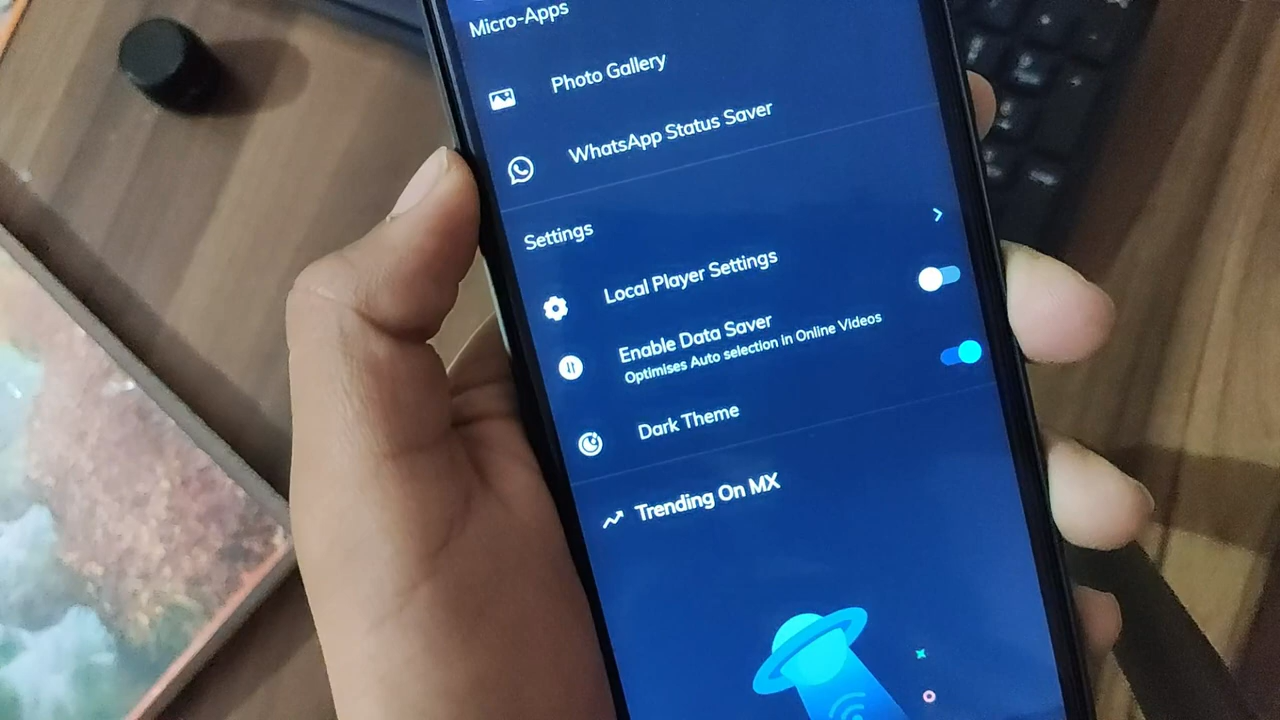 Micro-Apps
Photo Gallery
WhatsApp Status Saver
Settings
Local Player Settings
Enable Data Saver
Optimises Auto selection in Online Videos
Dark Theme
Trending On MX